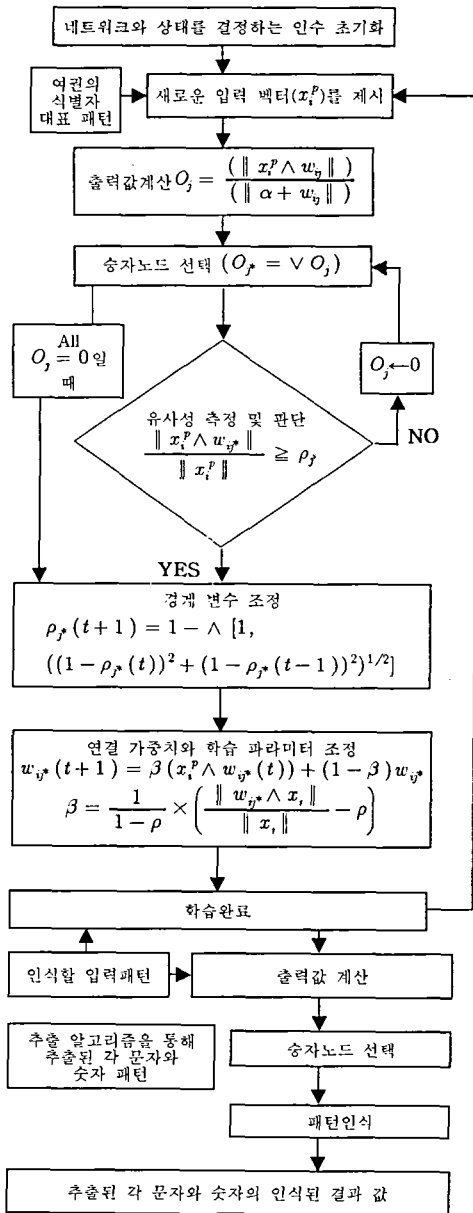 네트워크와 상태를 결정하는 인수 초기화
여권의
식별자
대표 패턴
새로운 입력 벡터(x_i^p)를 제시
출력값계산 O_j = (‖ x_i^p ∧ w_ij ‖) / (‖ α + w_ij ‖)
승자노드 선택 (O_j* = ∨ O_j)
All
O_j = 0일
때
O_j←0
유사성 측정 및 판단
‖ x_i^p ∧ w_ij* ‖ / ‖ x_i^p ‖ ≧ ρ_j*
NO
YES
경계 변수 조정
ρ_j*(t+1) = 1 − ∧ [1,
((1−ρ_j*(t))² + (1−ρ_j*(t−1))²)^{1/2}]
연결 가중치와 학습 파라미터 조정
w_ij*(t+1) = β(x_i^p ∧ w_ij*(t)) + (1−β)w_ij*
β = 1 / (1−ρ) × (‖ w_ij* ∧ x_i ‖ / ‖ x_i ‖ − ρ)
학습완료
인식할 입력패턴
출력값 계산
추출 알고리즘을 통해
추출된 각 문자와
숫자 패턴
승자노드 선택
패턴인식
추출된 각 문자와 숫자의 인식된 결과 값